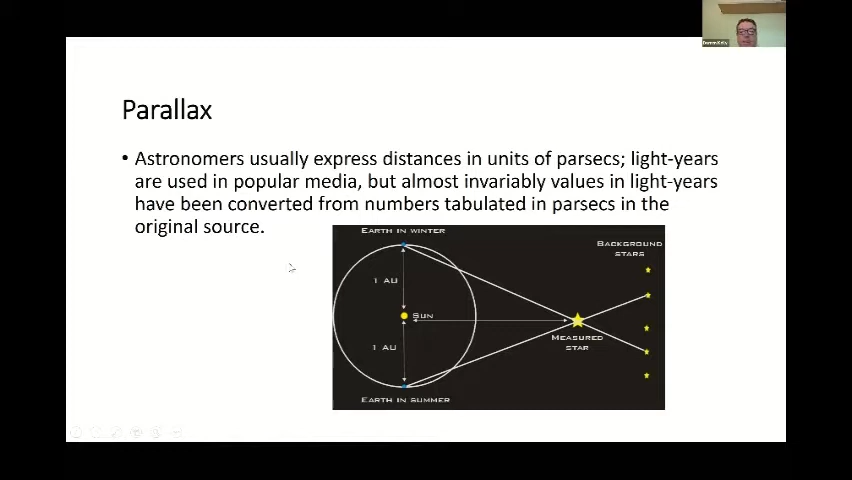 Parallax
• Astronomers usually express distances in units of parsecs; light-years
are used in popular media, but almost invariably values in light-years
have been converted from numbers tabulated in parsecs in the
original source.
Earth in winter
Background
stars
1 AU
Sun
Measured
star
1 AU
Earth in summer